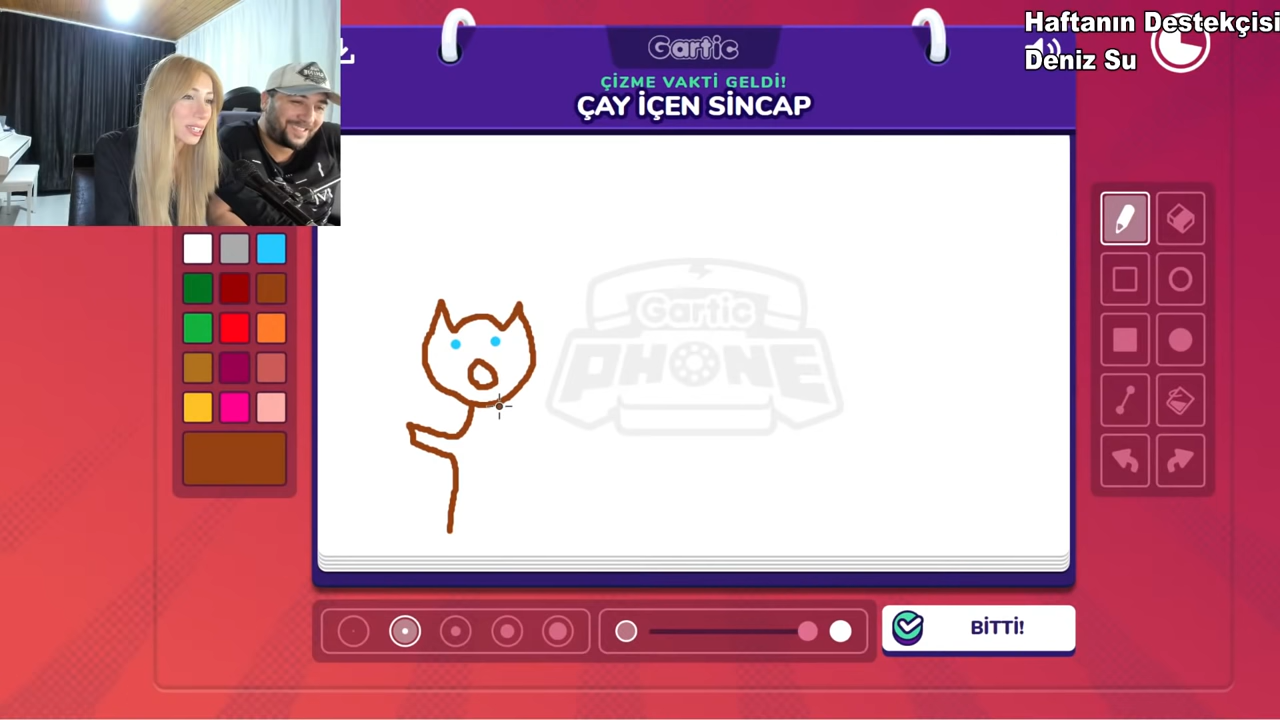 Haftanın Destekçisi
Deniz Su
Gartic
ÇİZME VAKTİ GELDİ!
ÇAY İÇEN SİNCAP
Gartic
PHONE
BİTTİ!